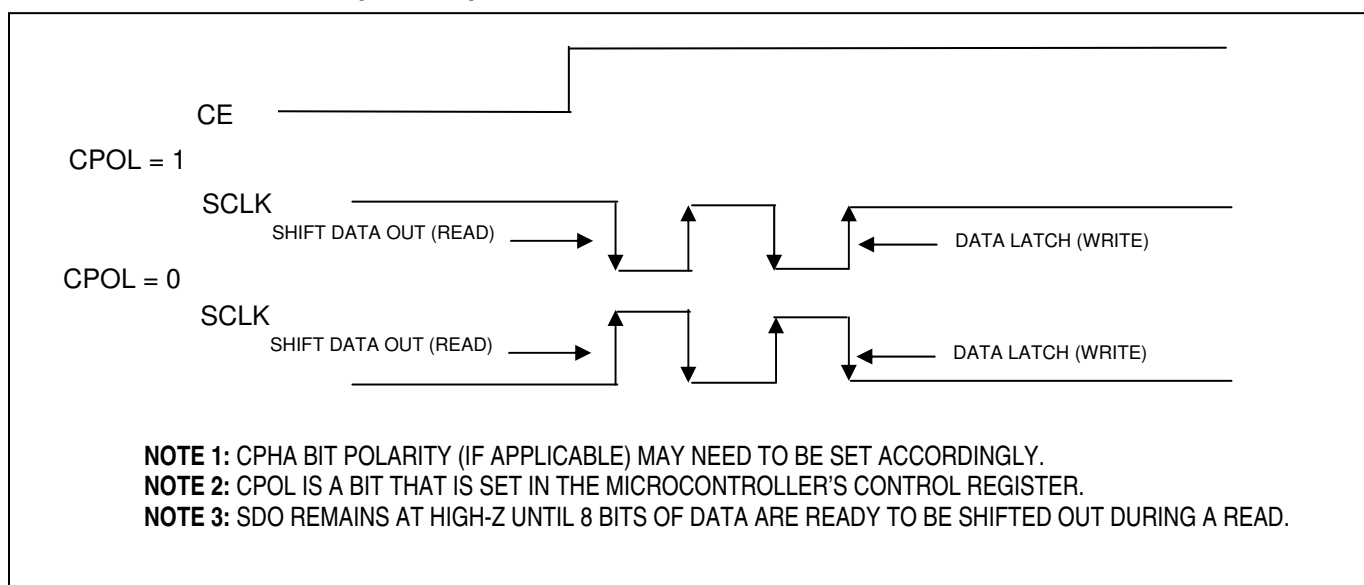 CE
CPOL = 1
SCLK
SHIFT DATA OUT (READ)
DATA LATCH (WRITE)
CPOL = 0
SCLK
SHIFT DATA OUT (READ)
DATA LATCH (WRITE)
NOTE 1: CPHA BIT POLARITY (IF APPLICABLE) MAY NEED TO BE SET ACCORDINGLY.
NOTE 2: CPOL IS A BIT THAT IS SET IN THE MICROCONTROLLER'S CONTROL REGISTER.
NOTE 3: SDO REMAINS AT HIGH-Z UNTIL 8 BITS OF DATA ARE READY TO BE SHIFTED OUT DURING A READ.